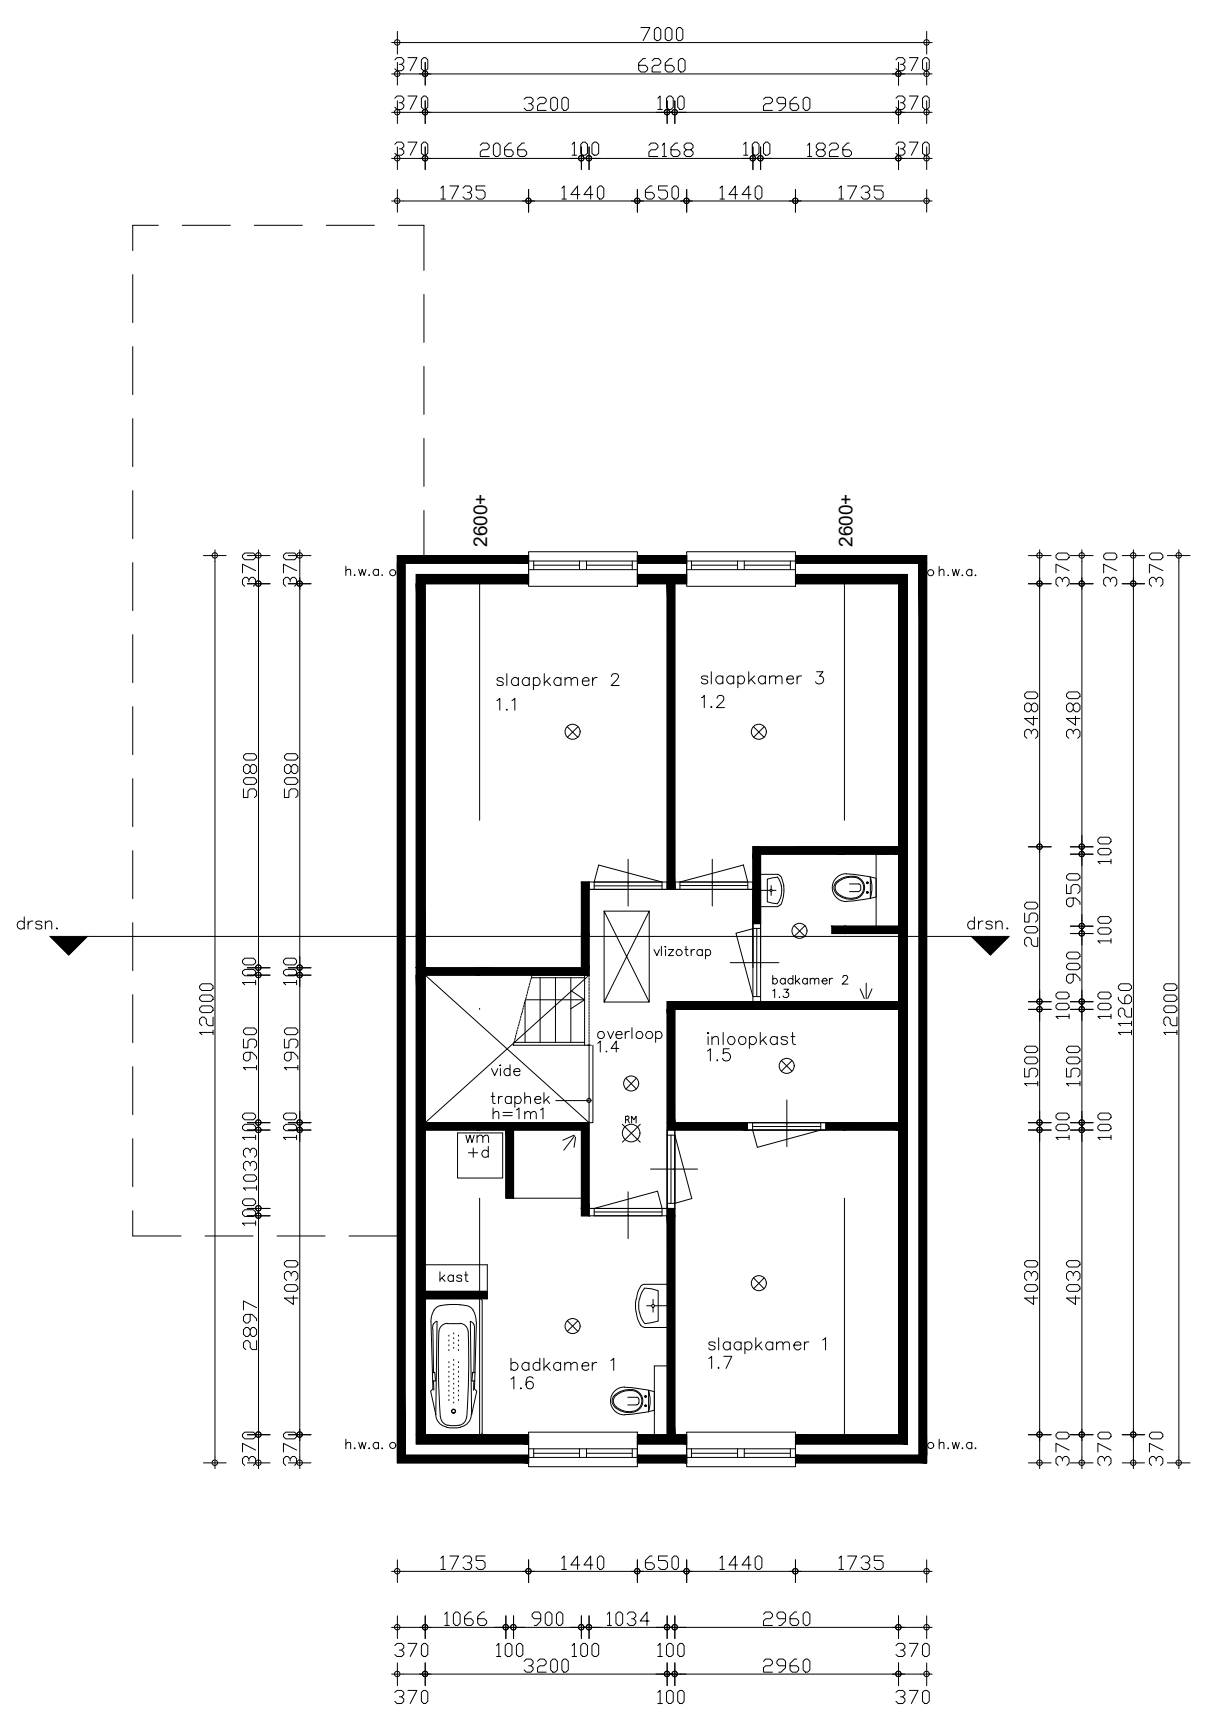 7000
370 6260 370
370 3200 100 2960 370
370 2066 100 2168 100 1826 370
1735 1440 650 1440 1735
2600+ 2600+
h.w.a. h.w.a.
370 370 370 370 370
slaapkamer 2
1.1
slaapkamer 3
1.2
5080 5080
3480 3480
100
950
100
900
2050
drsn. drsn.
vlizotrap
badkamer 2
1.3
100 100
12000
1950 1950
overloop
1.4
inloopkast
1.5
vide
traphek
h=1m1
RM
100 100
11260
12000
1500 1500
100 100
100 100
wm
+d
1033
100
kast
4030
2897
4030 4030
badkamer 1
1.6
slaapkamer 1
1.7
h.w.a. h.w.a.
370 370 370 370 370
1735 1440 650 1440 1735
1066 900 1034 2960
370 100 100 100 370
3200 2960
370 100 370